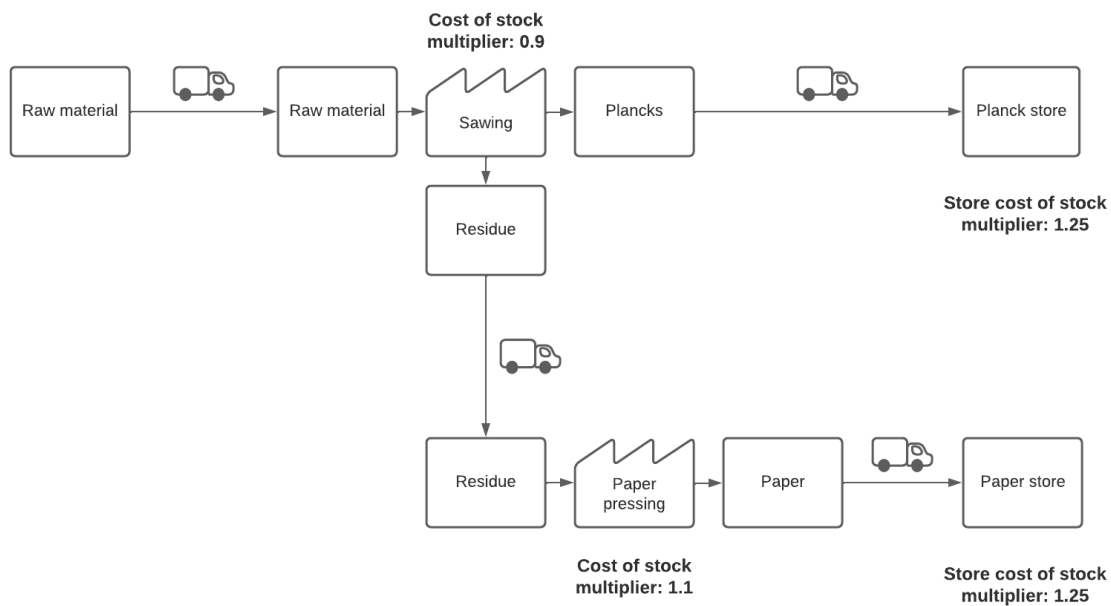 Cost of stock
multiplier: 0.9
Raw material
Raw material
Sawing
Plancks
Planck store
Store cost of stock
multiplier: 1.25
Residue
Residue
Paper
pressing
Paper
Paper store
Cost of stock
multiplier: 1.1
Store cost of stock
multiplier: 1.25